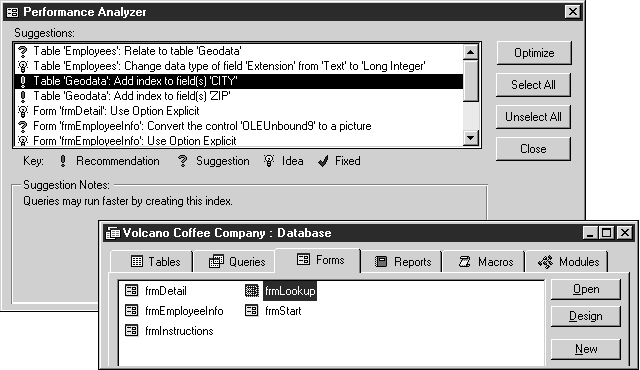 Performance Analyzer
Suggestions:
Table 'Employees': Relate to table 'Geodata'
Table 'Employees': Change data type of field 'Extension' from 'Text' to 'Long Integer'
Table 'Geodata': Add index to field(s) 'CITY'
Table 'Geodata': Add index to field(s) 'ZIP'
Form 'frmDetail': Use Option Explicit
Form 'frmEmployeeInfo': Convert the control 'OLEUnbound9' to a picture
Form 'frmEmployeeInfo': Use Option Explicit
Optimize
Select All
Unselect All
Close
Key: Recommendation Suggestion Idea Fixed
Suggestion Notes:
Queries may run faster by creating this index.
Volcano Coffee Company : Database
Tables Queries Forms Reports Macros Modules
frmDetail frmLookup
frmEmployeeInfo frmStart
frmInstructions
Open
Design
New